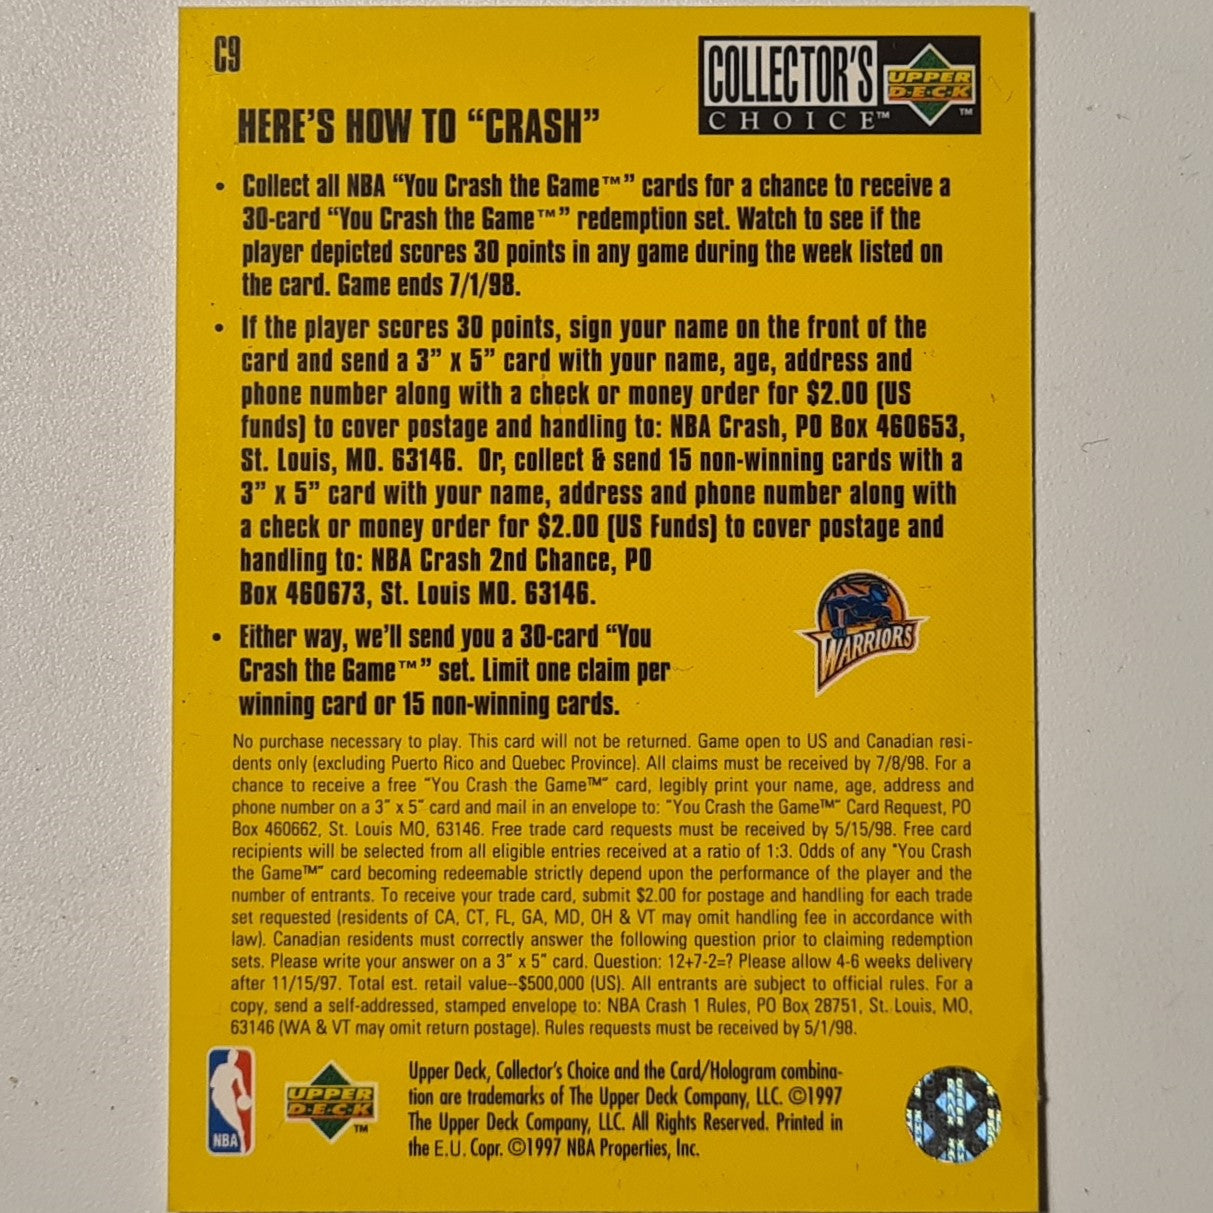 C9
COLLECTOR'S
CHOICE™
UPPER
D·E·C·K
™
HERE'S HOW TO “CRASH”
• Collect all NBA “You Crash the Game™” cards for a chance to receive a
30-card “You Crash the Game™” redemption set. Watch to see if the
player depicted scores 30 points in any game during the week listed on
the card. Game ends 7/1/98.
• If the player scores 30 points, sign your name on the front of the
card and send a 3” x 5” card with your name, age, address and
phone number along with a check or money order for $2.00 (US
funds) to cover postage and handling to: NBA Crash, PO Box 460653,
St. Louis, MO. 63146. Or, collect & send 15 non-winning cards with a
3” x 5” card with your name, address and phone number along with
a check or money order for $2.00 (US Funds) to cover postage and
handling to: NBA Crash 2nd Chance, PO
Box 460673, St. Louis MO. 63146.
• Either way, we'll send you a 30-card “You
Crash the Game™” set. Limit one claim per
winning card or 15 non-winning cards.
WARRIORS
No purchase necessary to play. This card will not be returned. Game open to US and Canadian resi-
dents only (excluding Puerto Rico and Quebec Province). All claims must be received by 7/8/98. For a
chance to receive a free “You Crash the Game™” card, legibly print your name, age, address and
phone number on a 3” x 5” card and mail in an envelope to: “You Crash the Game™” Card Request, PO
Box 460662, St. Louis MO, 63146. Free trade card requests must be received by 5/15/98. Free card
recipients will be selected from all eligible entries received at a ratio of 1:3. Odds of any “You Crash
the Game™” card becoming redeemable strictly depend upon the performance of the player and the
number of entrants. To receive your trade card, submit $2.00 for postage and handling for each trade
set requested (residents of CA, CT, FL, GA, MD, OH & VT may omit handling fee in accordance with
law). Canadian residents must correctly answer the following question prior to claiming redemption
sets. Please write your answer on a 3” x 5” card. Question: 12+7-2=? Please allow 4-6 weeks delivery
after 11/15/97. Total est. retail value--$500,000 (US). All entrants are subject to official rules. For a
copy, send a self-addressed, stamped envelope to: NBA Crash 1 Rules, PO Box 28751, St. Louis, MO,
63146 (WA & VT may omit return postage). Rules requests must be received by 5/1/98.
NBA
UPPER
D·E·C·K
™
Upper Deck, Collector's Choice and the Card/Hologram combina-
tion are trademarks of The Upper Deck Company, LLC. ©1997
The Upper Deck Company, LLC. All Rights Reserved. Printed in
the E.U. Copr. ©1997 NBA Properties, Inc.